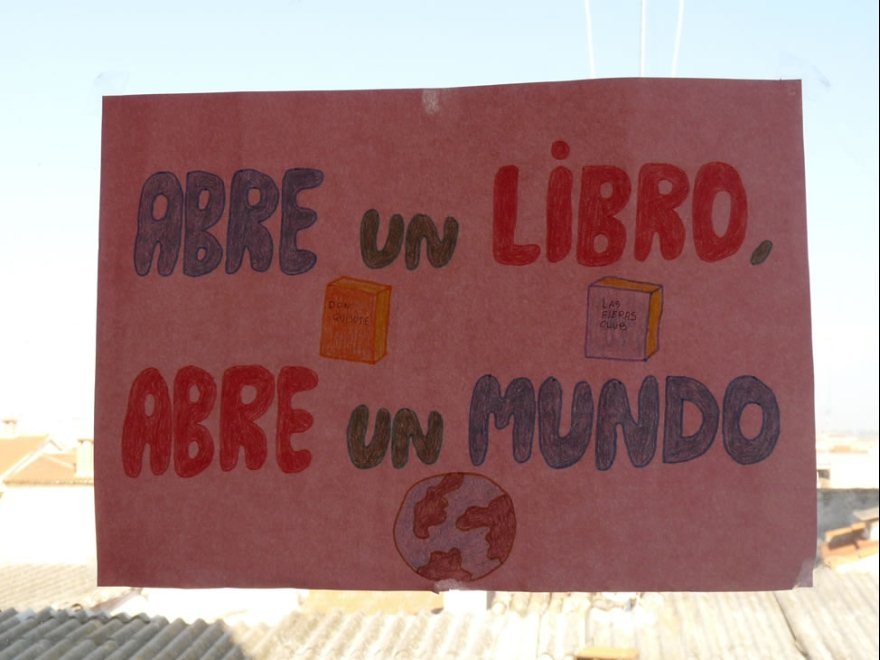 ABRE UN LIBRO,
DON
QUIJOTE
LAS
FIERAS
CLUB
ABRE UN MUNDO